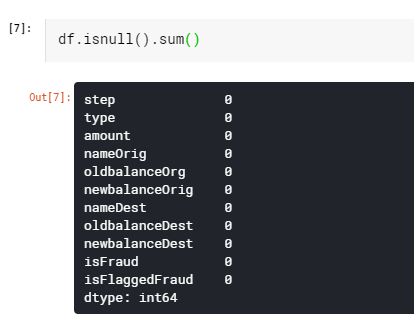 [7]:
df.isnull().sum()
Out[7]:
step 0
type 0
amount 0
nameOrig 0
oldbalanceOrg 0
newbalanceOrig 0
nameDest 0
oldbalanceDest 0
newbalanceDest 0
isFraud 0
isFlaggedFraud 0
dtype: int64